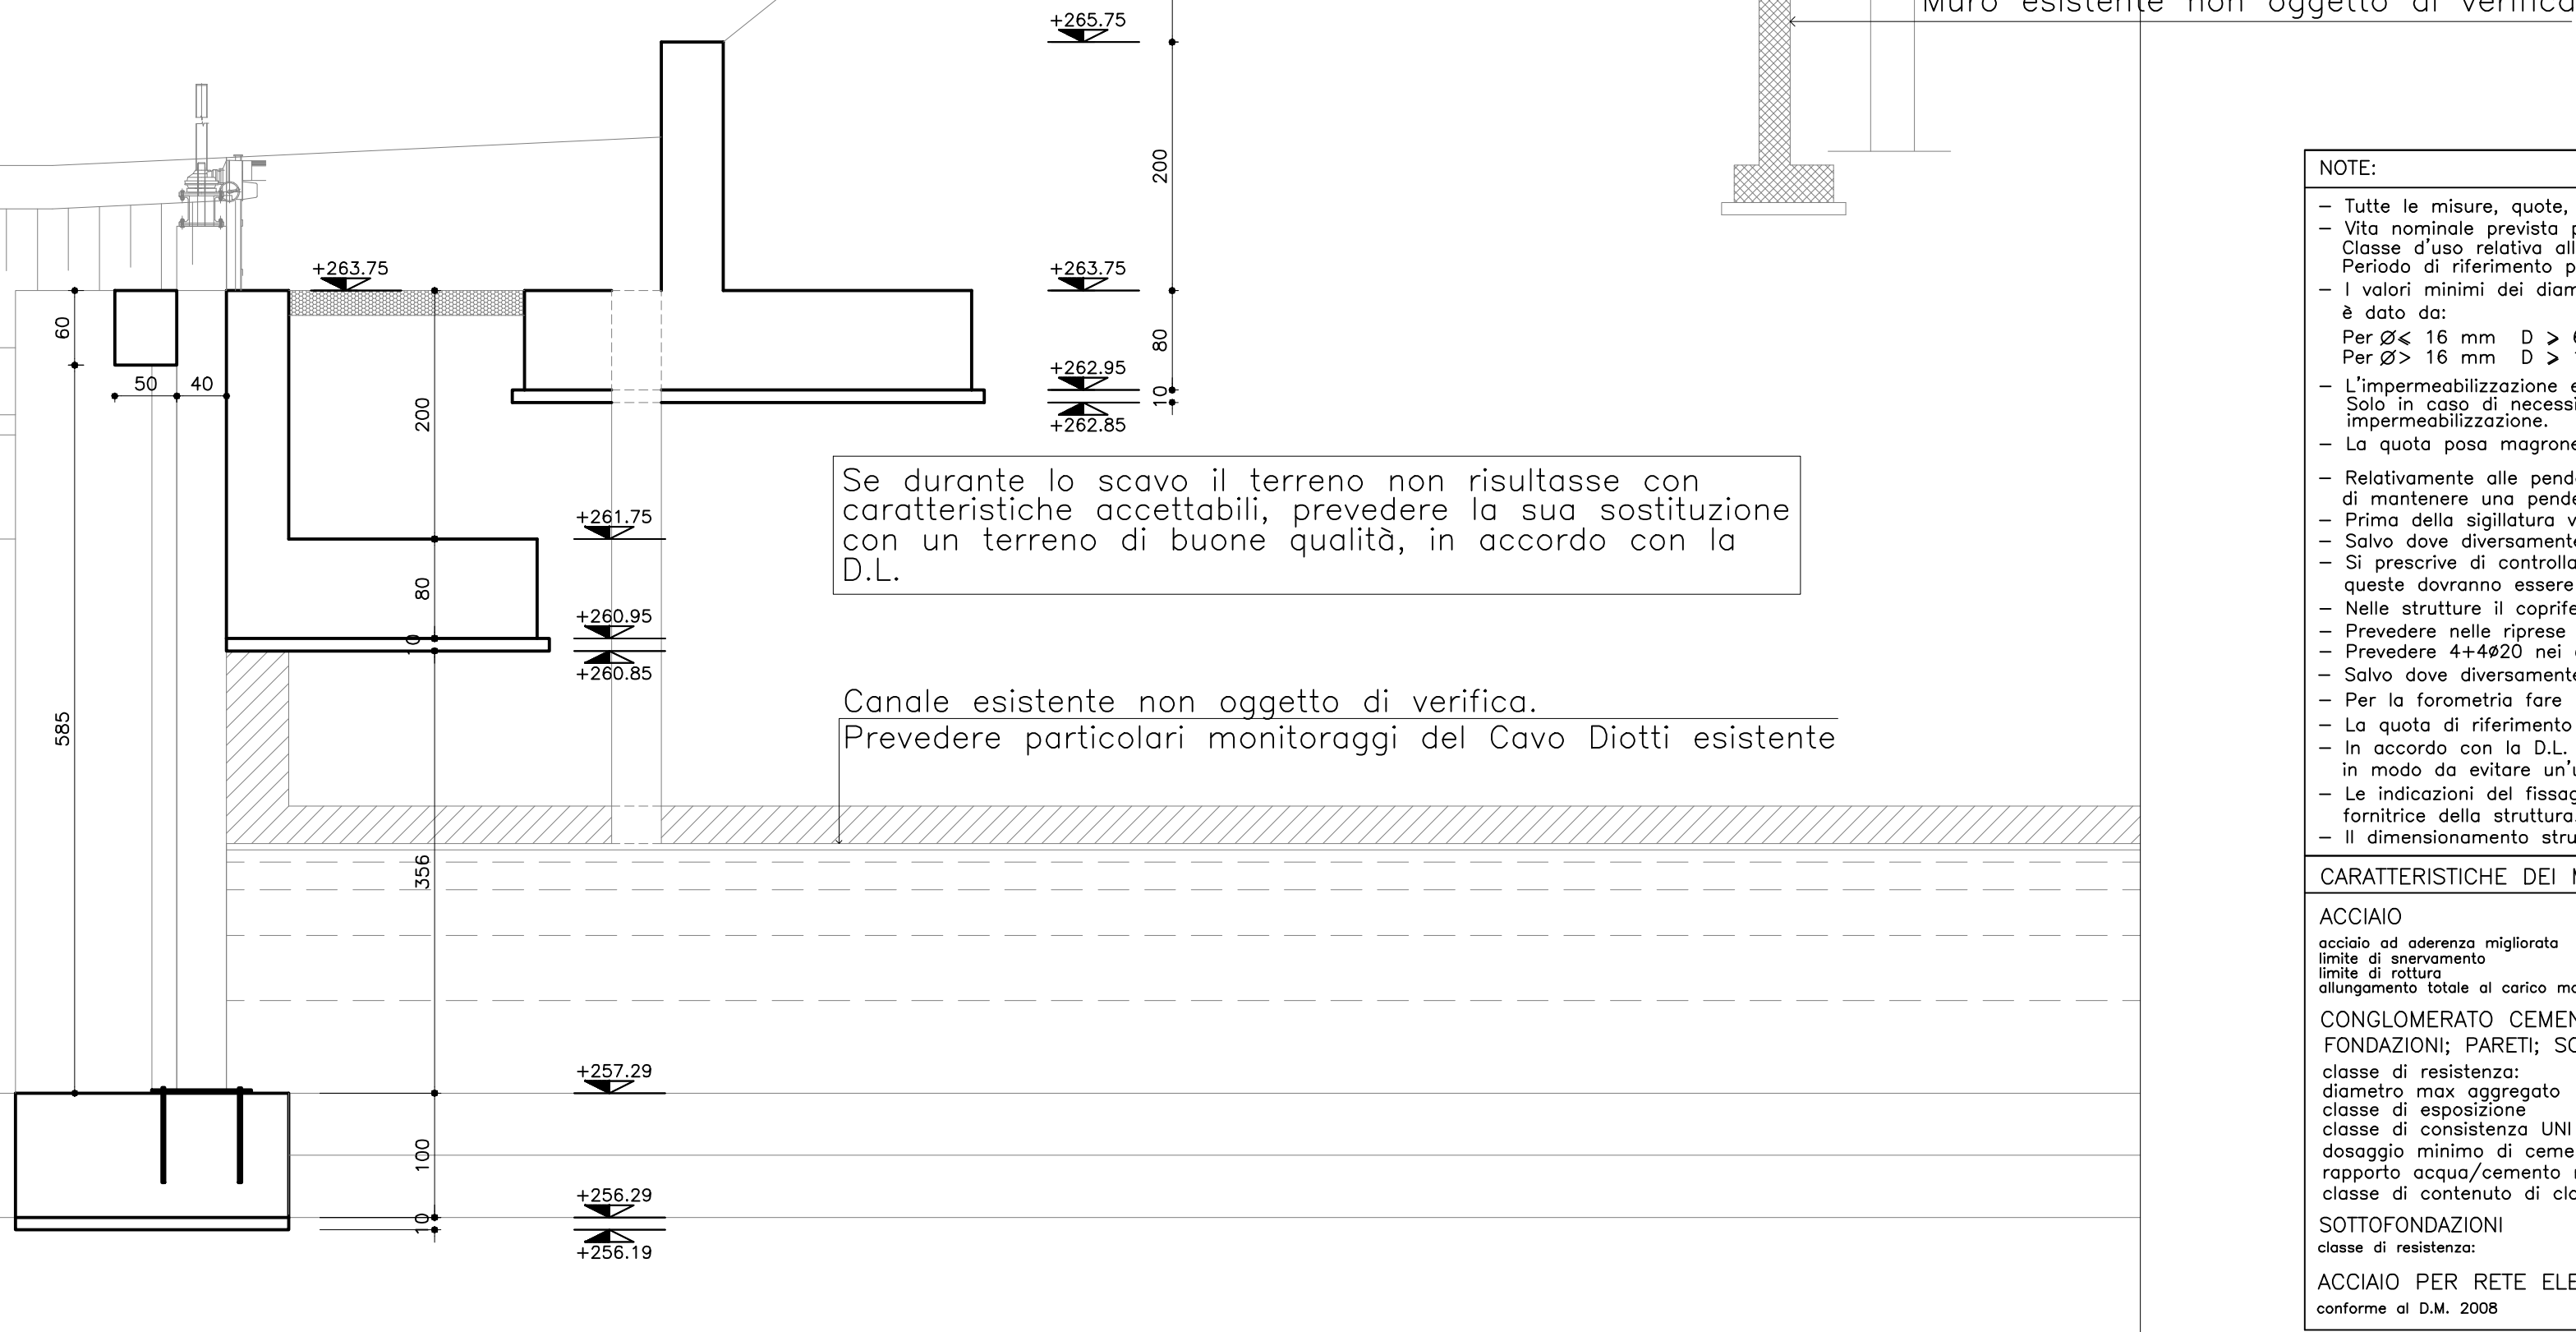 Muro esistente non oggetto di verifica
+265.75
200
+263.75
+263.75
60
50
40
80
+262.95
10
+262.85
200
Se durante lo scavo il terreno non risultasse con
caratteristiche accettabili, prevedere la sua sostituzione
con un terreno di buone qualità, in accordo con la
D.L.
+261.75
80
+260.95
10
+260.85
585
Canale esistente non oggetto di verifica.
Prevedere particolari monitoraggi del Cavo Diotti esistente
356
+257.29
100
+256.29
10
+256.19
NOTE:
– Tutte le misure, quote,
– Vita nominale prevista p
Classe d'uso relativa all
Periodo di riferimento p
– I valori minimi dei diam
è dato da:
Per Ø⩽ 16 mm D ⩾
Per Ø> 16 mm D ⩾
– L'impermeabilizzazione e
Solo in caso di necessi
impermeabilizzazione.
– La quota posa magrone
– Relativamente alle pend
di mantenere una pende
– Prima della sigillatura v
– Salvo dove diversamente
– Si prescrive di controlla
queste dovranno essere
– Nelle strutture il coprife
– Prevedere nelle riprese
– Prevedere 4+4ø20 nei
– Salvo dove diversamente
– Per la forometria fare
– La quota di riferimento
– In accordo con la D.L.
in modo da evitare un'u
– Le indicazioni del fissag
fornitrice della struttura.
– Il dimensionamento stru
CARATTERISTICHE DEI
ACCIAIO
acciaio ad aderenza migliorata
limite di snervamento
limite di rottura
allungamento totale al carico ma
CONGLOMERATO CEMEN
FONDAZIONI; PARETI; SO
classe di resistenza:
diametro max aggregato
classe di esposizione
classe di consistenza UNI
dosaggio minimo di ceme
rapporto acqua/cemento
classe di contenuto di clo
SOTTOFONDAZIONI
classe di resistenza:
ACCIAIO PER RETE ELE
conforme al D.M. 2008